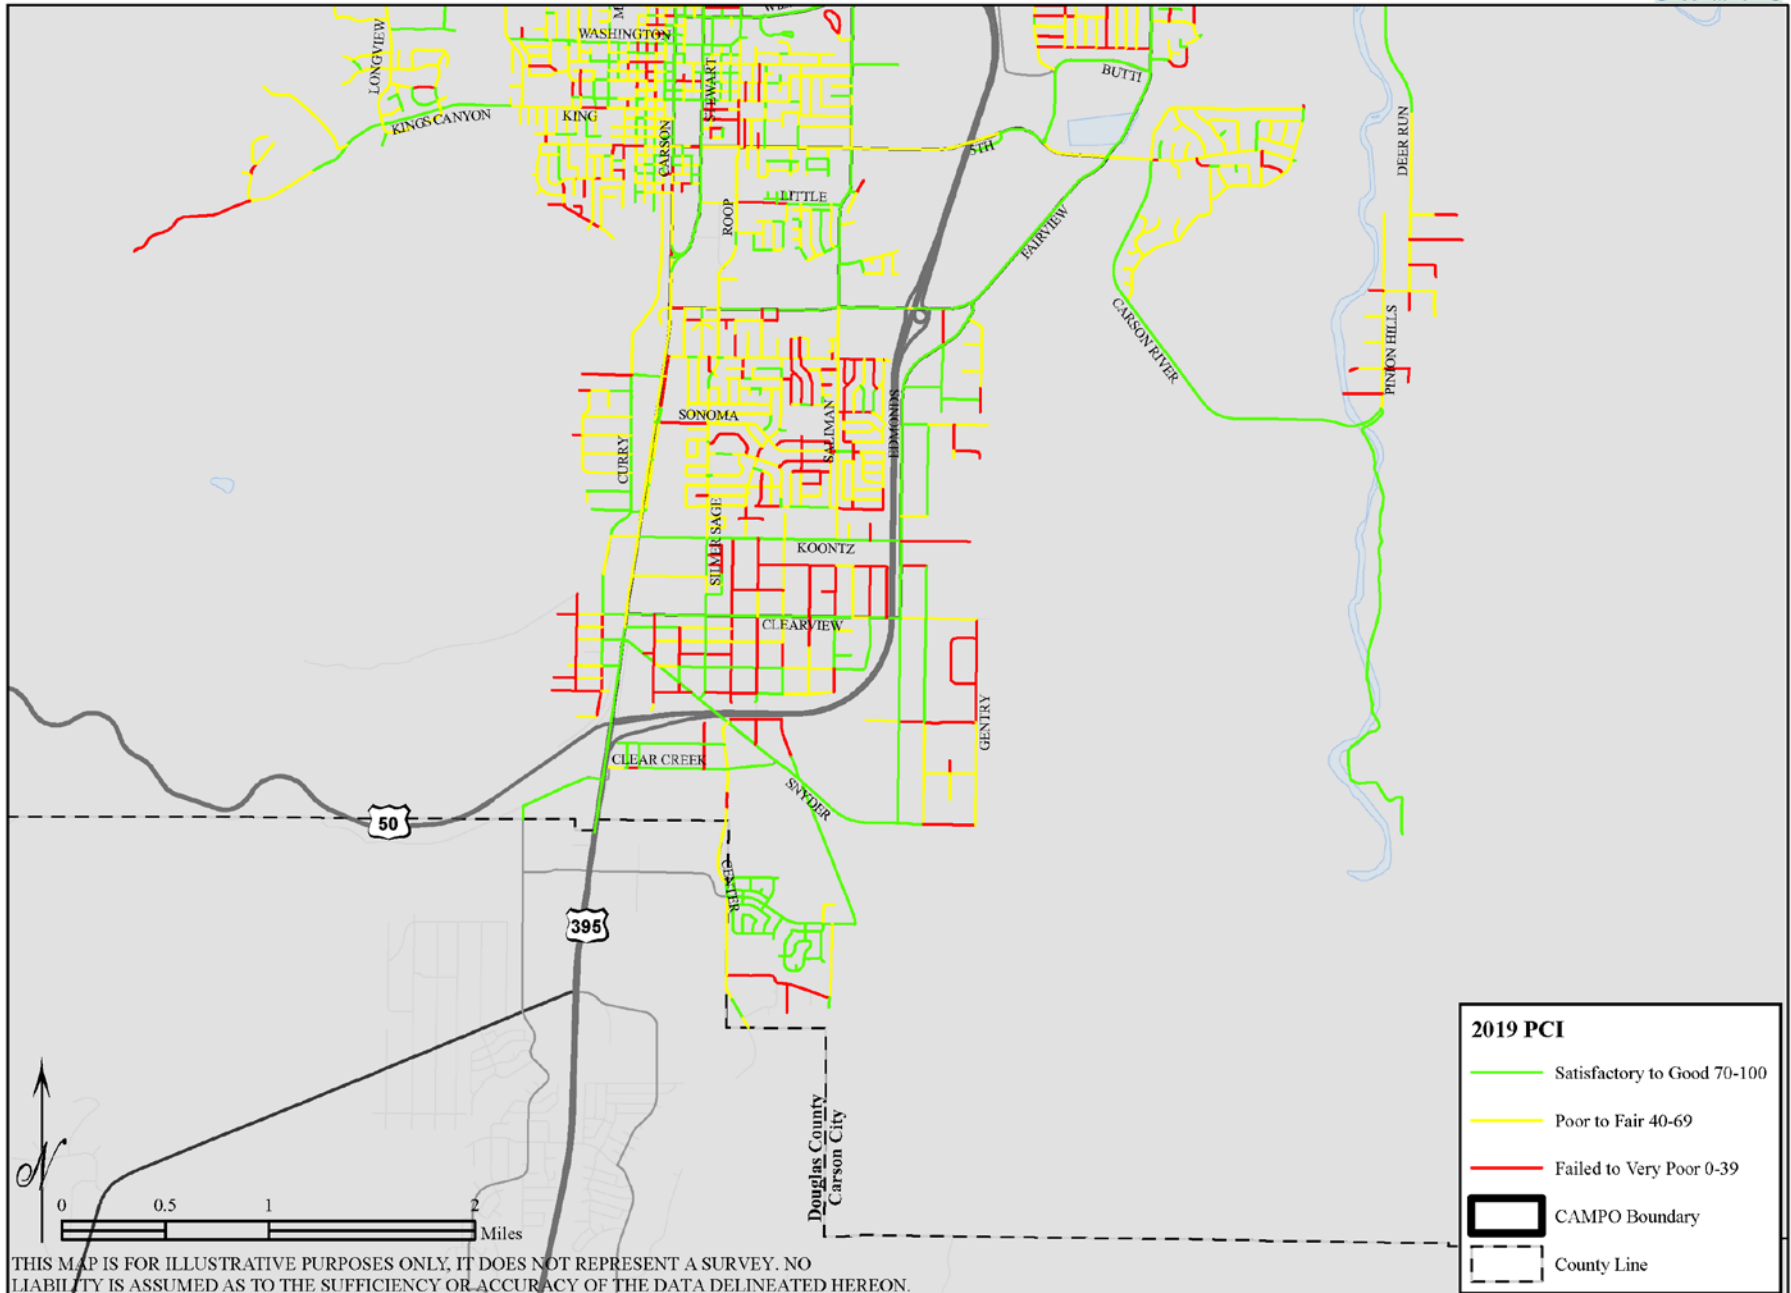 WASHINGTON
LONGVIEW
STEWART
BUTTI
KINGS CANYON
KING
CARSON
5TH
DEER RUN
LITTLE
ROOP
FAIRVIEW
CARSON RIVER
PINION HILLS
SONOMA
SALIMAN
EDMONDS
CURRY
SILVER SAGE
KOONTZ
CLEARVIEW
GENTRY
CLEAR CREEK
SNYDER
50
CENTER
395
Douglas County
Carson City
2019 PCI
Satisfactory to Good 70-100
Poor to Fair 40-69
Failed to Very Poor 0-39
CAMPO Boundary
County Line
N
0 0.5 1 2
Miles
THIS MAP IS FOR ILLUSTRATIVE PURPOSES ONLY, IT DOES NOT REPRESENT A SURVEY. NO
LIABILITY IS ASSUMED AS TO THE SUFFICIENCY OR ACCURACY OF THE DATA DELINEATED HEREON.